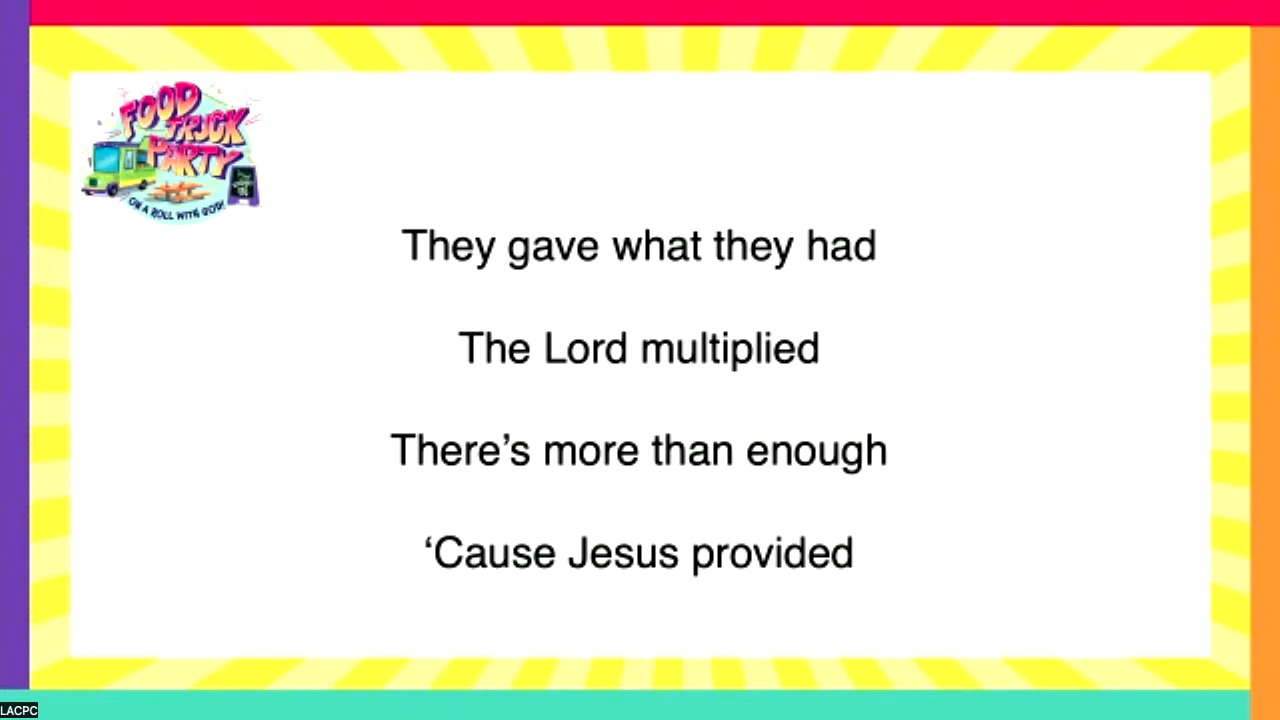 FOOD
TRUCK
PARTY
ON A ROLL WITH GOD!
They gave what they had
The Lord multiplied
There’s more than enough
‘Cause Jesus provided
LACPC